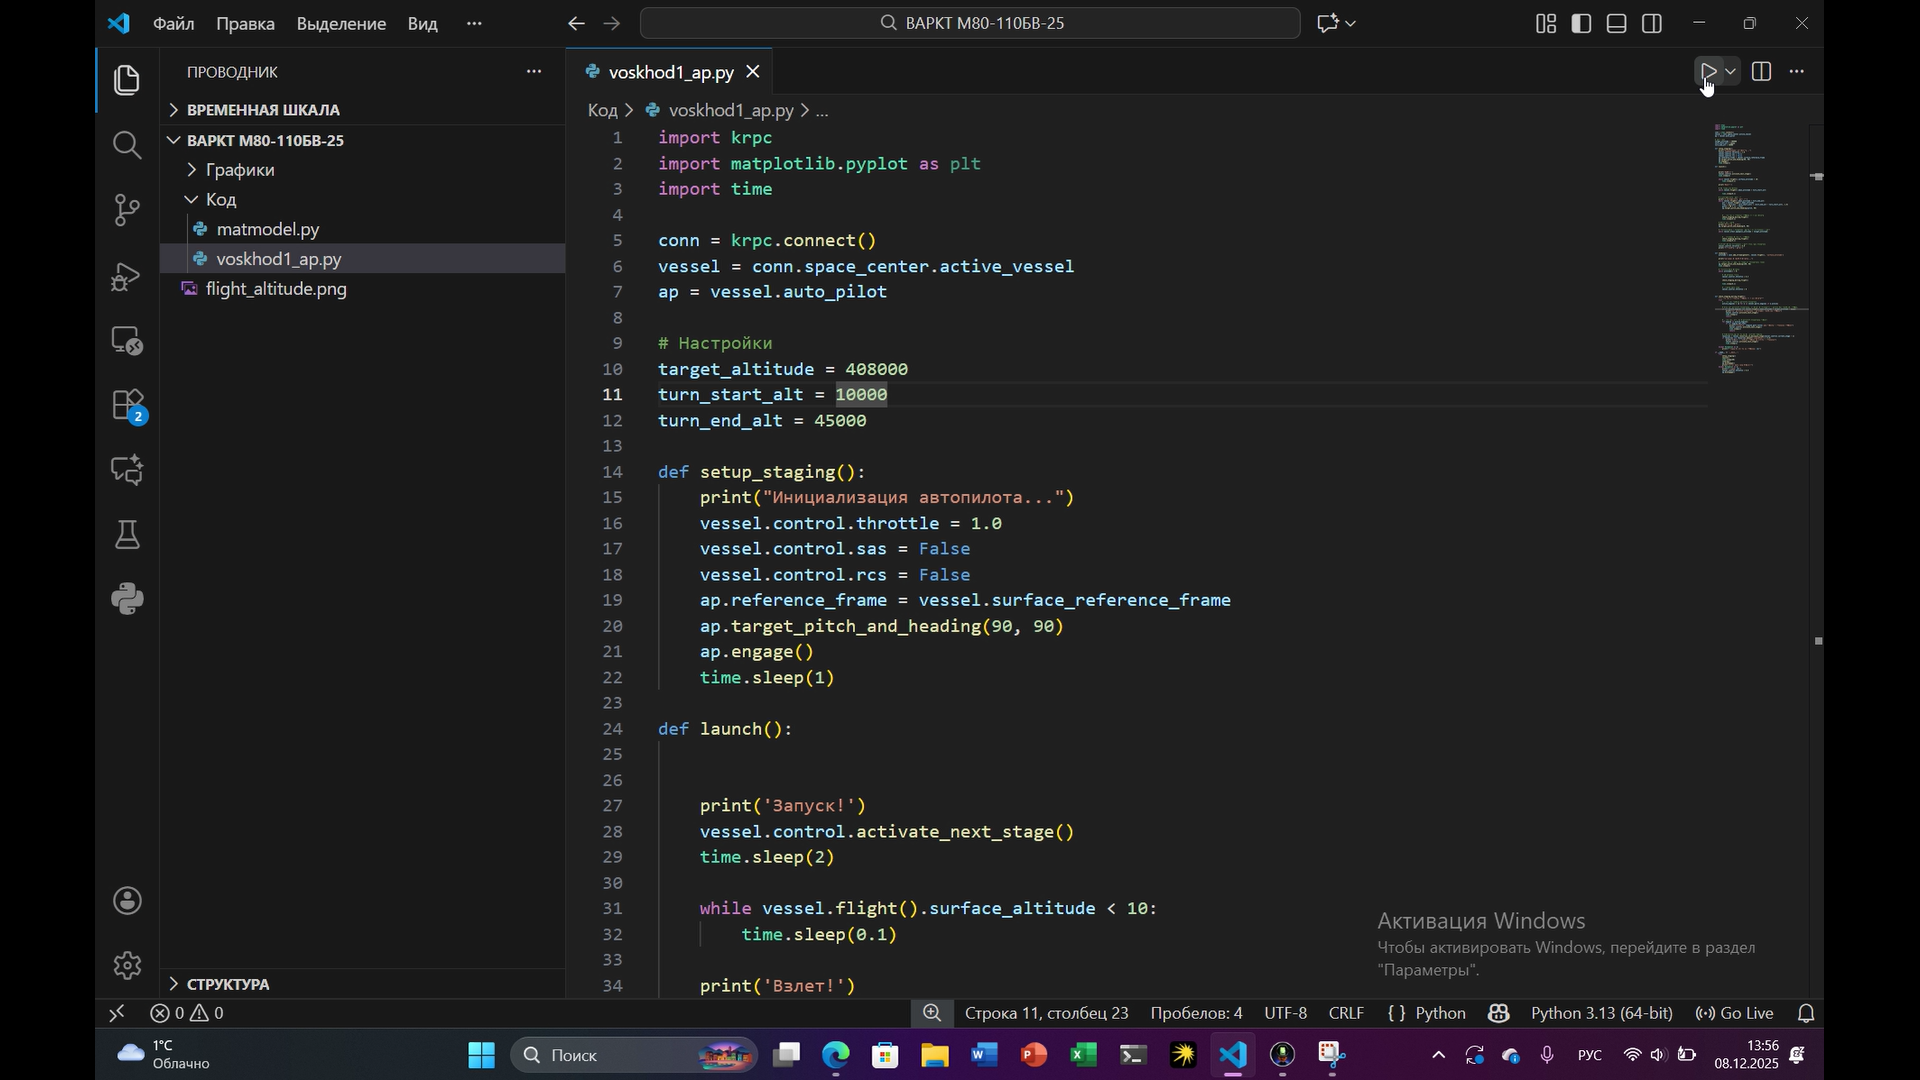 Файл Правка Выделение Вид ···
ВАРКТ М80-110БВ-25
ПРОВОДНИК
ВРЕМЕННАЯ ШКАЛА
ВАРКТ М80-110БВ-25
Графики
Код
matmodel.py
voskhod1_ap.py
flight_altitude.png
СТРУКТУРА
2
voskhod1_ap.py
Код > voskhod1_ap.py > ...
1 import krpc
2 import matplotlib.pyplot as plt
3 import time
4
5 conn = krpc.connect()
6 vessel = conn.space_center.active_vessel
7 ap = vessel.auto_pilot
8
9 # Настройки
10 target_altitude = 408000
11 turn_start_alt = 10000
12 turn_end_alt = 45000
13
14 def setup_staging():
15 print("Инициализация автопилота...")
16 vessel.control.throttle = 1.0
17 vessel.control.sas = False
18 vessel.control.rcs = False
19 ap.reference_frame = vessel.surface_reference_frame
20 ap.target_pitch_and_heading(90, 90)
21 ap.engage()
22 time.sleep(1)
23
24 def launch():
25
26
27 print('Запуск!')
28 vessel.control.activate_next_stage()
29 time.sleep(2)
30
31 while vessel.flight().surface_altitude < 10:
32 time.sleep(0.1)
33
34 print('Взлет!')
Активация Windows
Чтобы активировать Windows, перейдите в раздел
"Параметры".
0 0
Строка 11, столбец 23 Пробелов: 4 UTF-8 CRLF { } Python Python 3.13 (64-bit) Go Live
1°C
Облачно
Поиск
РУС
13:56
08.12.2025